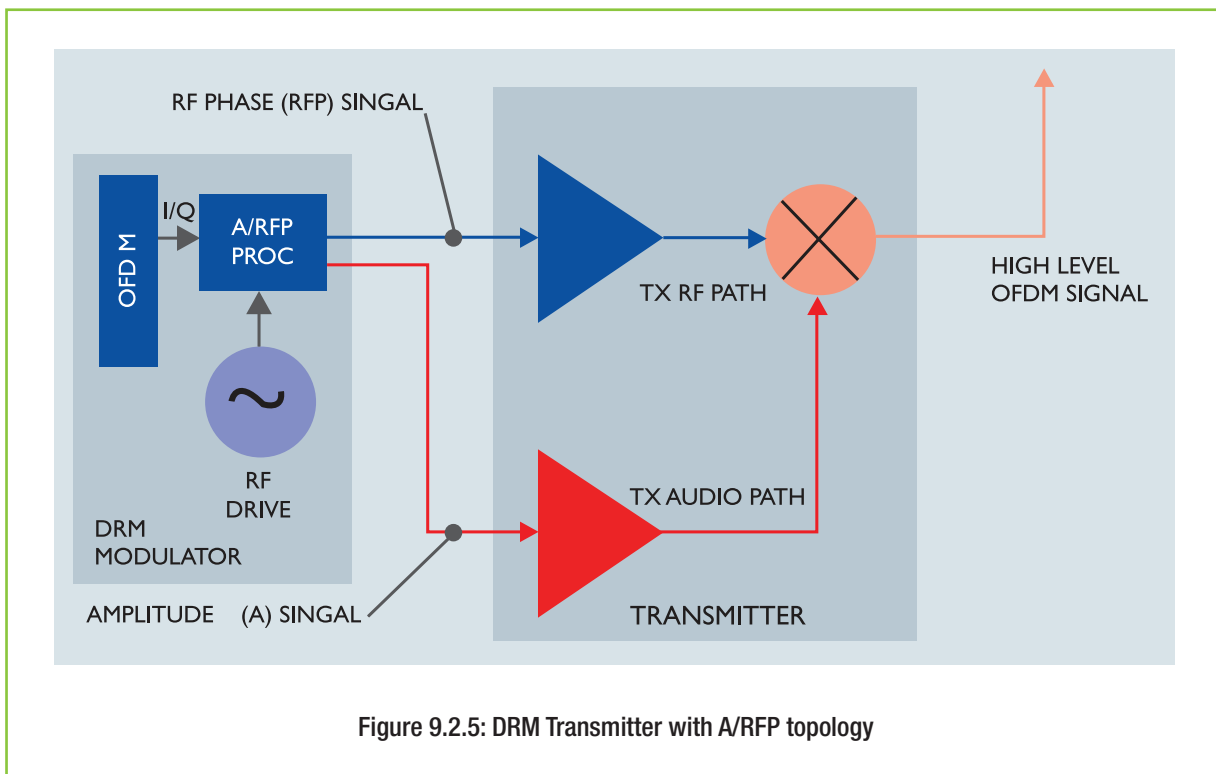 RF PHASE (RFP) SINGAL
OFD M
I/Q
A/RFP
PROC
RF
DRIVE
DRM
MODULATOR
TX RF PATH
HIGH LEVEL
OFDM SIGNAL
TX AUDIO PATH
AMPLITUDE (A) SINGAL
TRANSMITTER
Figure 9.2.5: DRM Transmitter with A/RFP topology